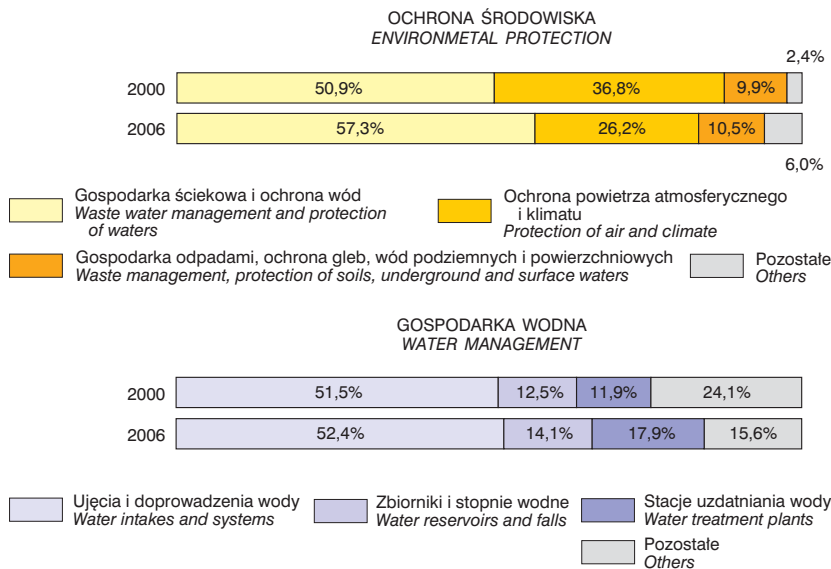 OCHRONA ŚRODOWISKA
ENVIRONMETAL PROTECTION
2,4%
2000 50,9% 36,8% 9,9%
2006 57,3% 26,2% 10,5%
6,0%
Gospodarka ściekowa i ochrona wód
Waste water management and protection
of waters
Ochrona powietrza atmosferycznego
i klimatu
Protection of air and climate
Gospodarka odpadami, ochrona gleb, wód podziemnych i powierzchniowych
Waste management, protection of soils, underground and surface waters
Pozostałe
Others
GOSPODARKA WODNA
WATER MANAGEMENT
2000 51,5% 12,5% 11,9% 24,1%
2006 52,4% 14,1% 17,9% 15,6%
Ujęcia i doprowadzenia wody
Water intakes and systems
Zbiorniki i stopnie wodne
Water reservoirs and falls
Stacje uzdatniania wody
Water treatment plants
Pozostałe
Others